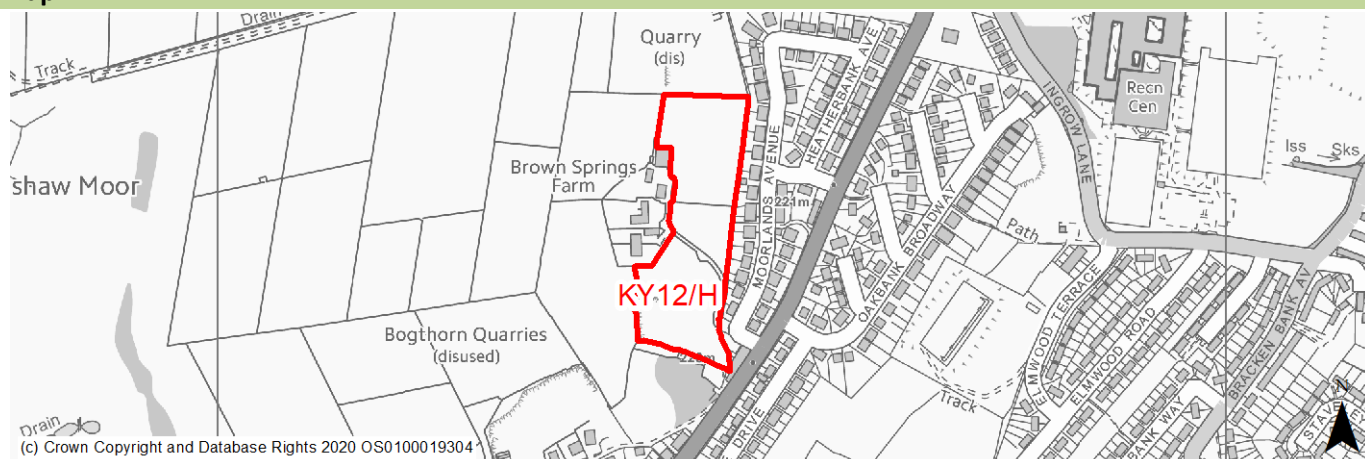 Drain
Track
Quarry
(dis)
Recn
Cen
INGROW LANE
HEATHERBANK AVE
Iss Sks
Brown Springs
Farm
shaw Moor
MOORLANDS AVENUE
221m
OAKBANK BROADWAY
Path
KY12/H
Bogthorn Quarries
(disused)
ELMWOOD TERRACE
ELMWOOD ROAD
BRACKEN BANK AV
BANK WAY
DRIVE
Track
Drain
N
(c) Crown Copyright and Database Rights 2020 OS0100019304